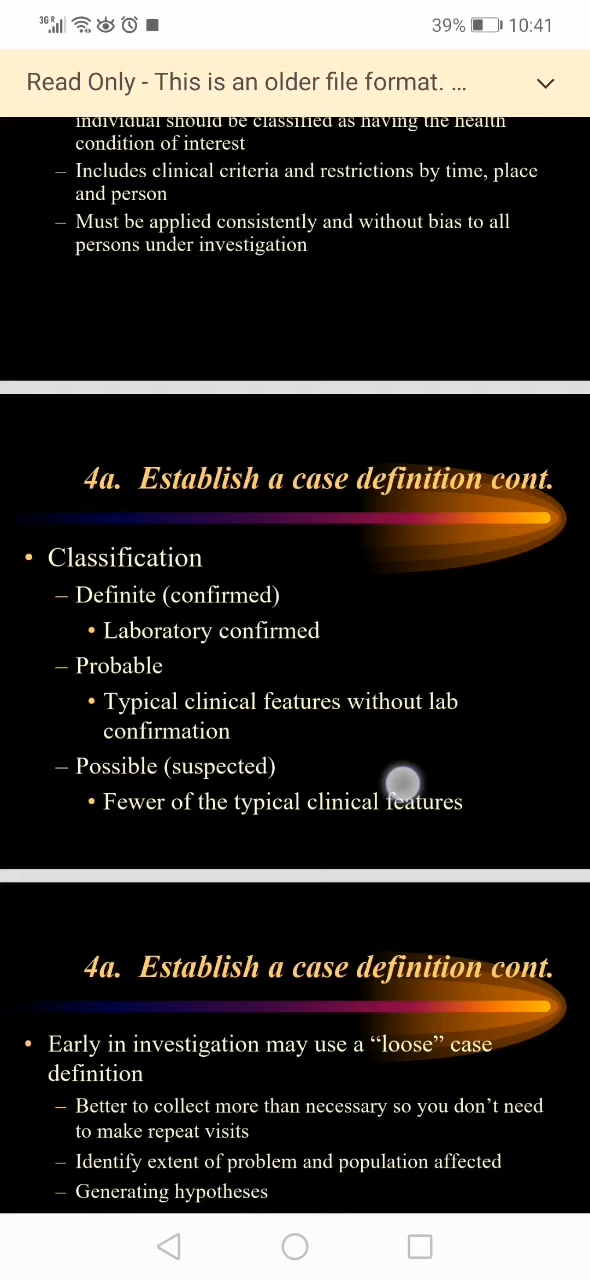 3G R 39% 10:41
Read Only - This is an older file format. ...
individual should be classified as having the health
condition of interest
– Includes clinical criteria and restrictions by time, place
and person
– Must be applied consistently and without bias to all
persons under investigation
4a. Establish a case definition cont.
• Classification
– Definite (confirmed)
• Laboratory confirmed
– Probable
• Typical clinical features without lab
confirmation
– Possible (suspected)
• Fewer of the typical clinical features
4a. Establish a case definition cont.
• Early in investigation may use a “loose” case
definition
– Better to collect more than necessary so you don’t need
to make repeat visits
– Identify extent of problem and population affected
– Generating hypotheses